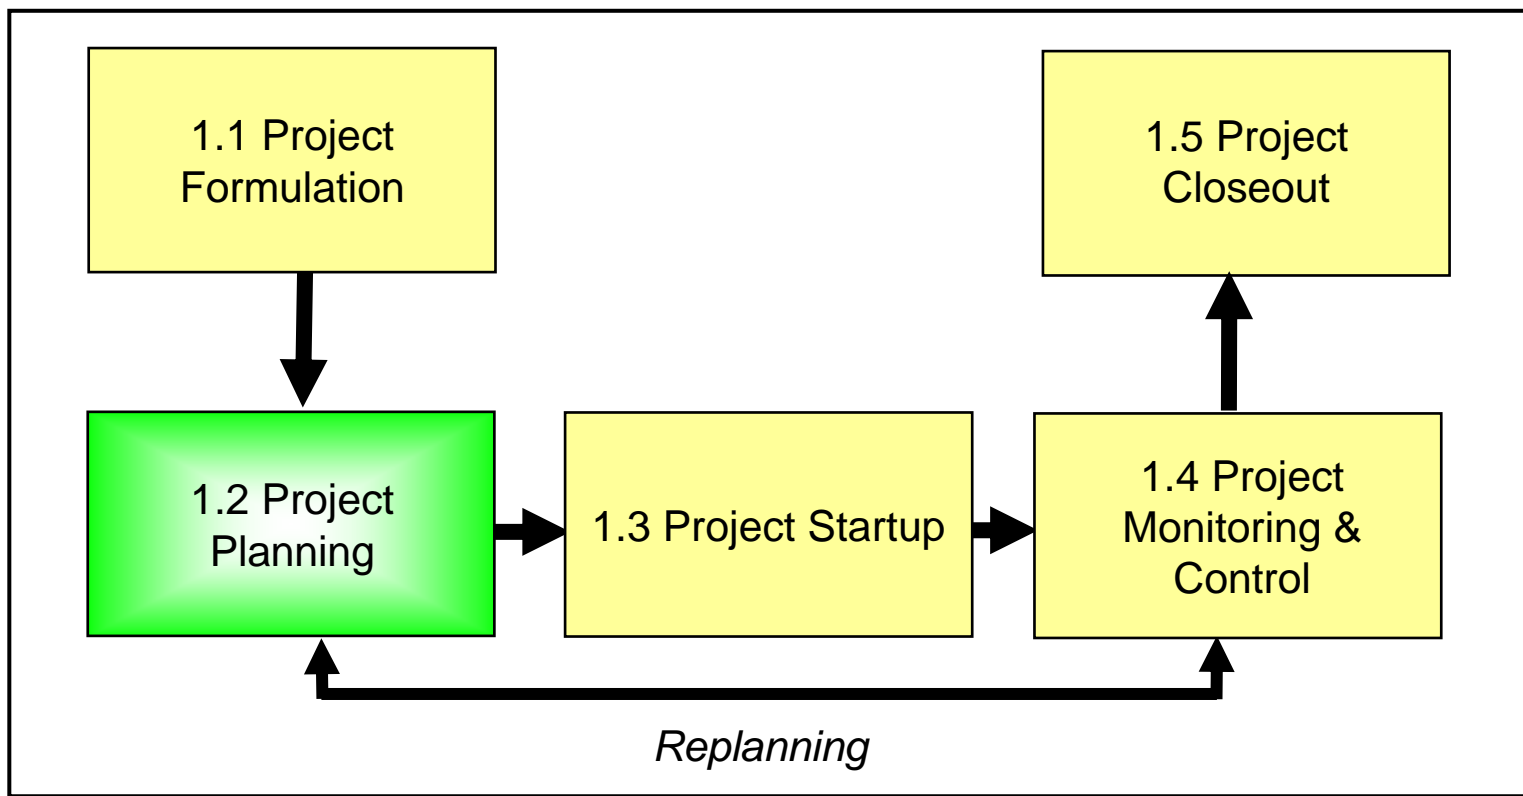 1.1 Project
Formulation
1.5 Project
Closeout
1.2 Project
Planning
1.3 Project Startup
1.4 Project
Monitoring &
Control
Replanning